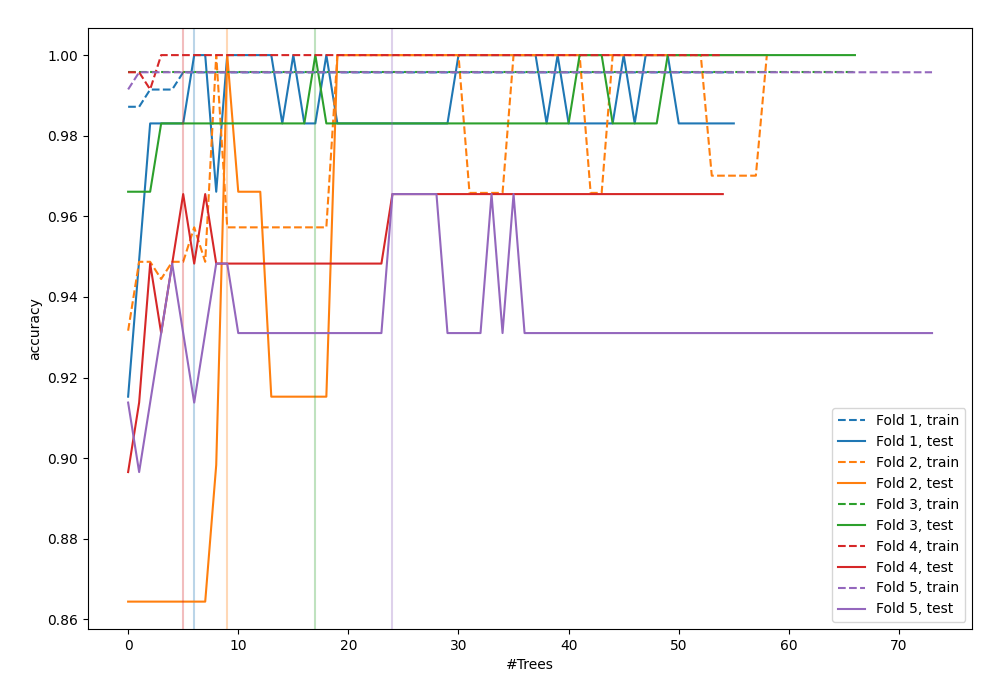 1.00
0.98
0.96
0.94
0.92
0.90
0.88
0.86
accuracy
0
10
20
30
40
50
60
70
#Trees
Fold 1, train
Fold 1, test
Fold 2, train
Fold 2, test
Fold 3, train
Fold 3, test
Fold 4, train
Fold 4, test
Fold 5, train
Fold 5, test